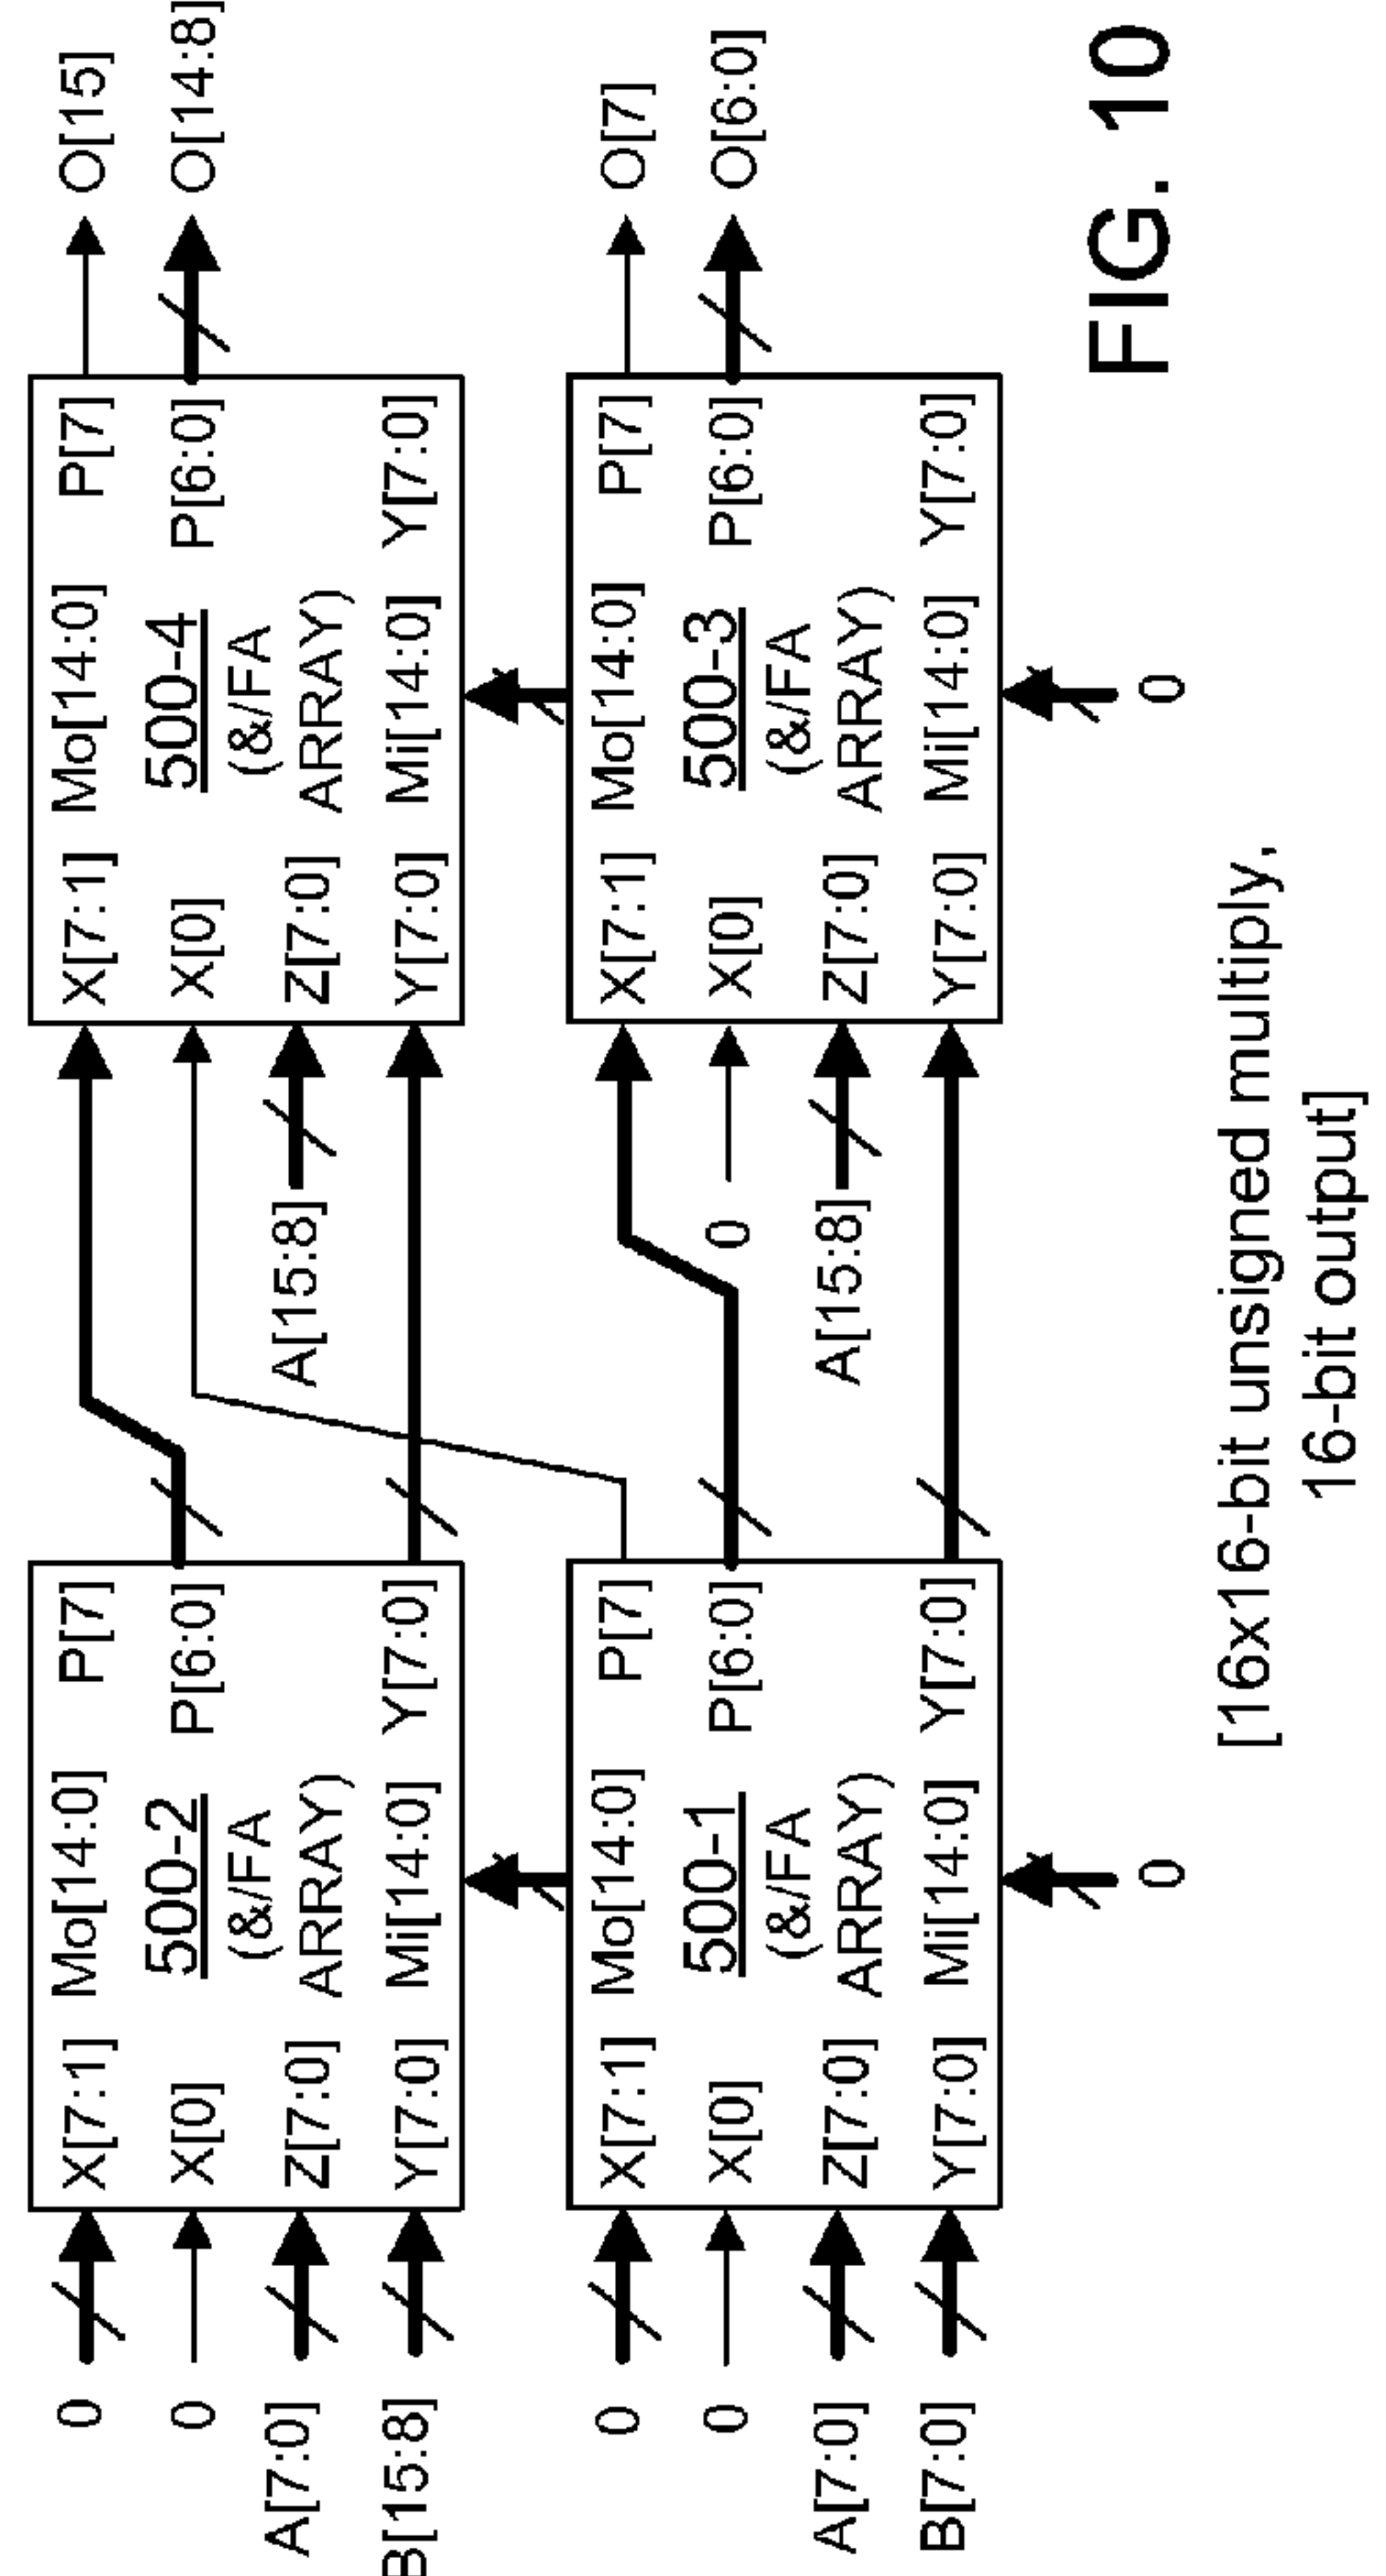 O[15]
O[14:8]
P[7]
P[6:0]
Y[7:0]
Mo[14:0]
500-4
(&/FA
ARRAY)
Mi[14:0]
X[7:1]
X[0]
Z[7:0]
Y[7:0]
A[15:8]
O[7]
O[6:0]
P[7]
P[6:0]
Y[7:0]
Mo[14:0]
500-3
(&/FA
ARRAY)
Mi[14:0]
X[7:1]
X[0]
Z[7:0]
Y[7:0]
0
0
A[15:8]
P[7]
P[6:0]
Y[7:0]
Mo[14:0]
500-2
(&/FA
ARRAY)
Mi[14:0]
X[7:1]
X[0]
Z[7:0]
Y[7:0]
0
0
A[7:0]
B[15:8]
P[7]
P[6:0]
Y[7:0]
Mo[14:0]
500-1
(&/FA
ARRAY)
Mi[14:0]
X[7:1]
X[0]
Z[7:0]
Y[7:0]
0
0
0
A[7:0]
B[7:0]
[16x16-bit unsigned multiply,
16-bit output]
FIG. 10